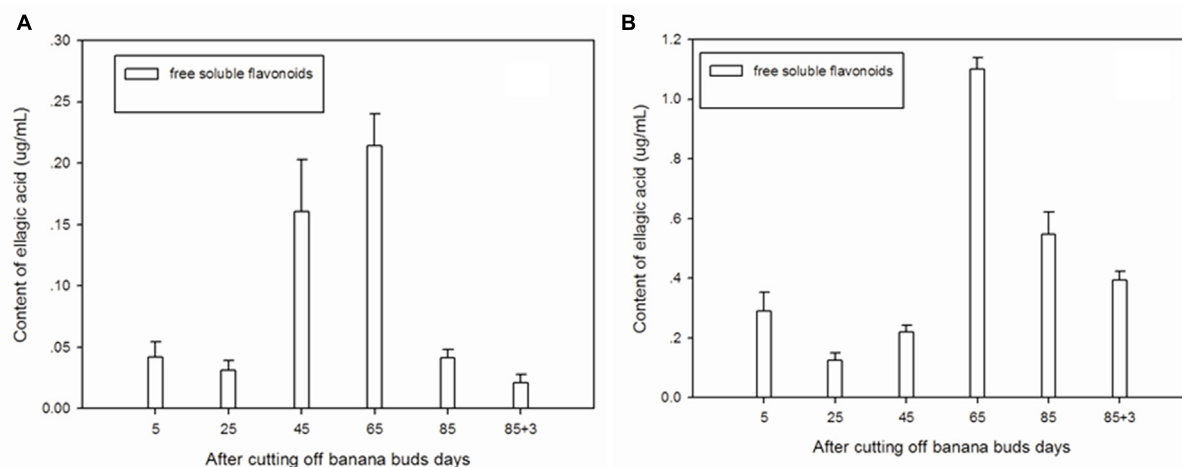 A
.30
.25
.20
.15
.10
.05
0.00
Content of ellagic acid (ug/mL)
free soluble flavonoids
5 25 45 65 85 85+3
After cutting off banana buds days
B
1.2
1.0
.8
.6
.4
.2
0.0
Content of ellagic acid (ug/mL)
free soluble flavonoids
5 25 45 65 85 85+3
After cutting off banana buds days